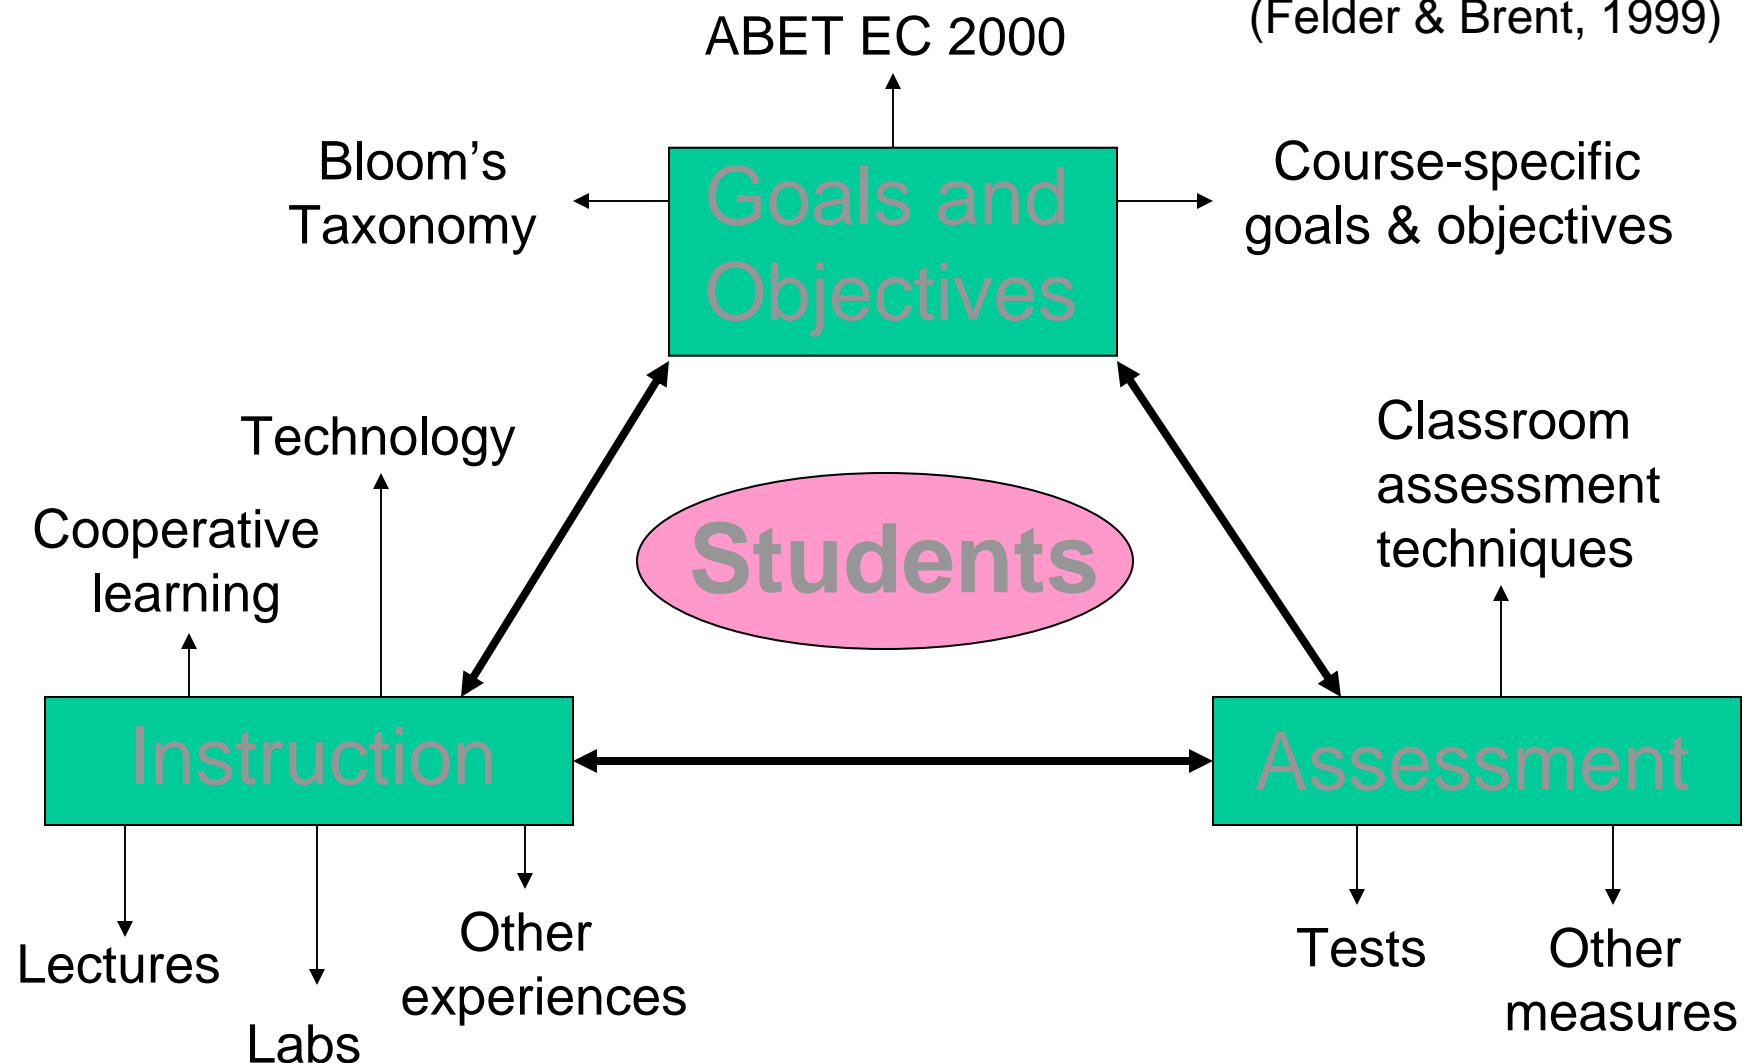 (Felder & Brent, 1999)
ABET EC 2000
Bloom’s
Taxonomy
Goals and
Objectives
Course-specific
goals & objectives
Technology
Cooperative
learning
Students
Classroom
assessment
techniques
Instruction
Assessment
Lectures
Labs
Other
experiences
Tests
Other
measures